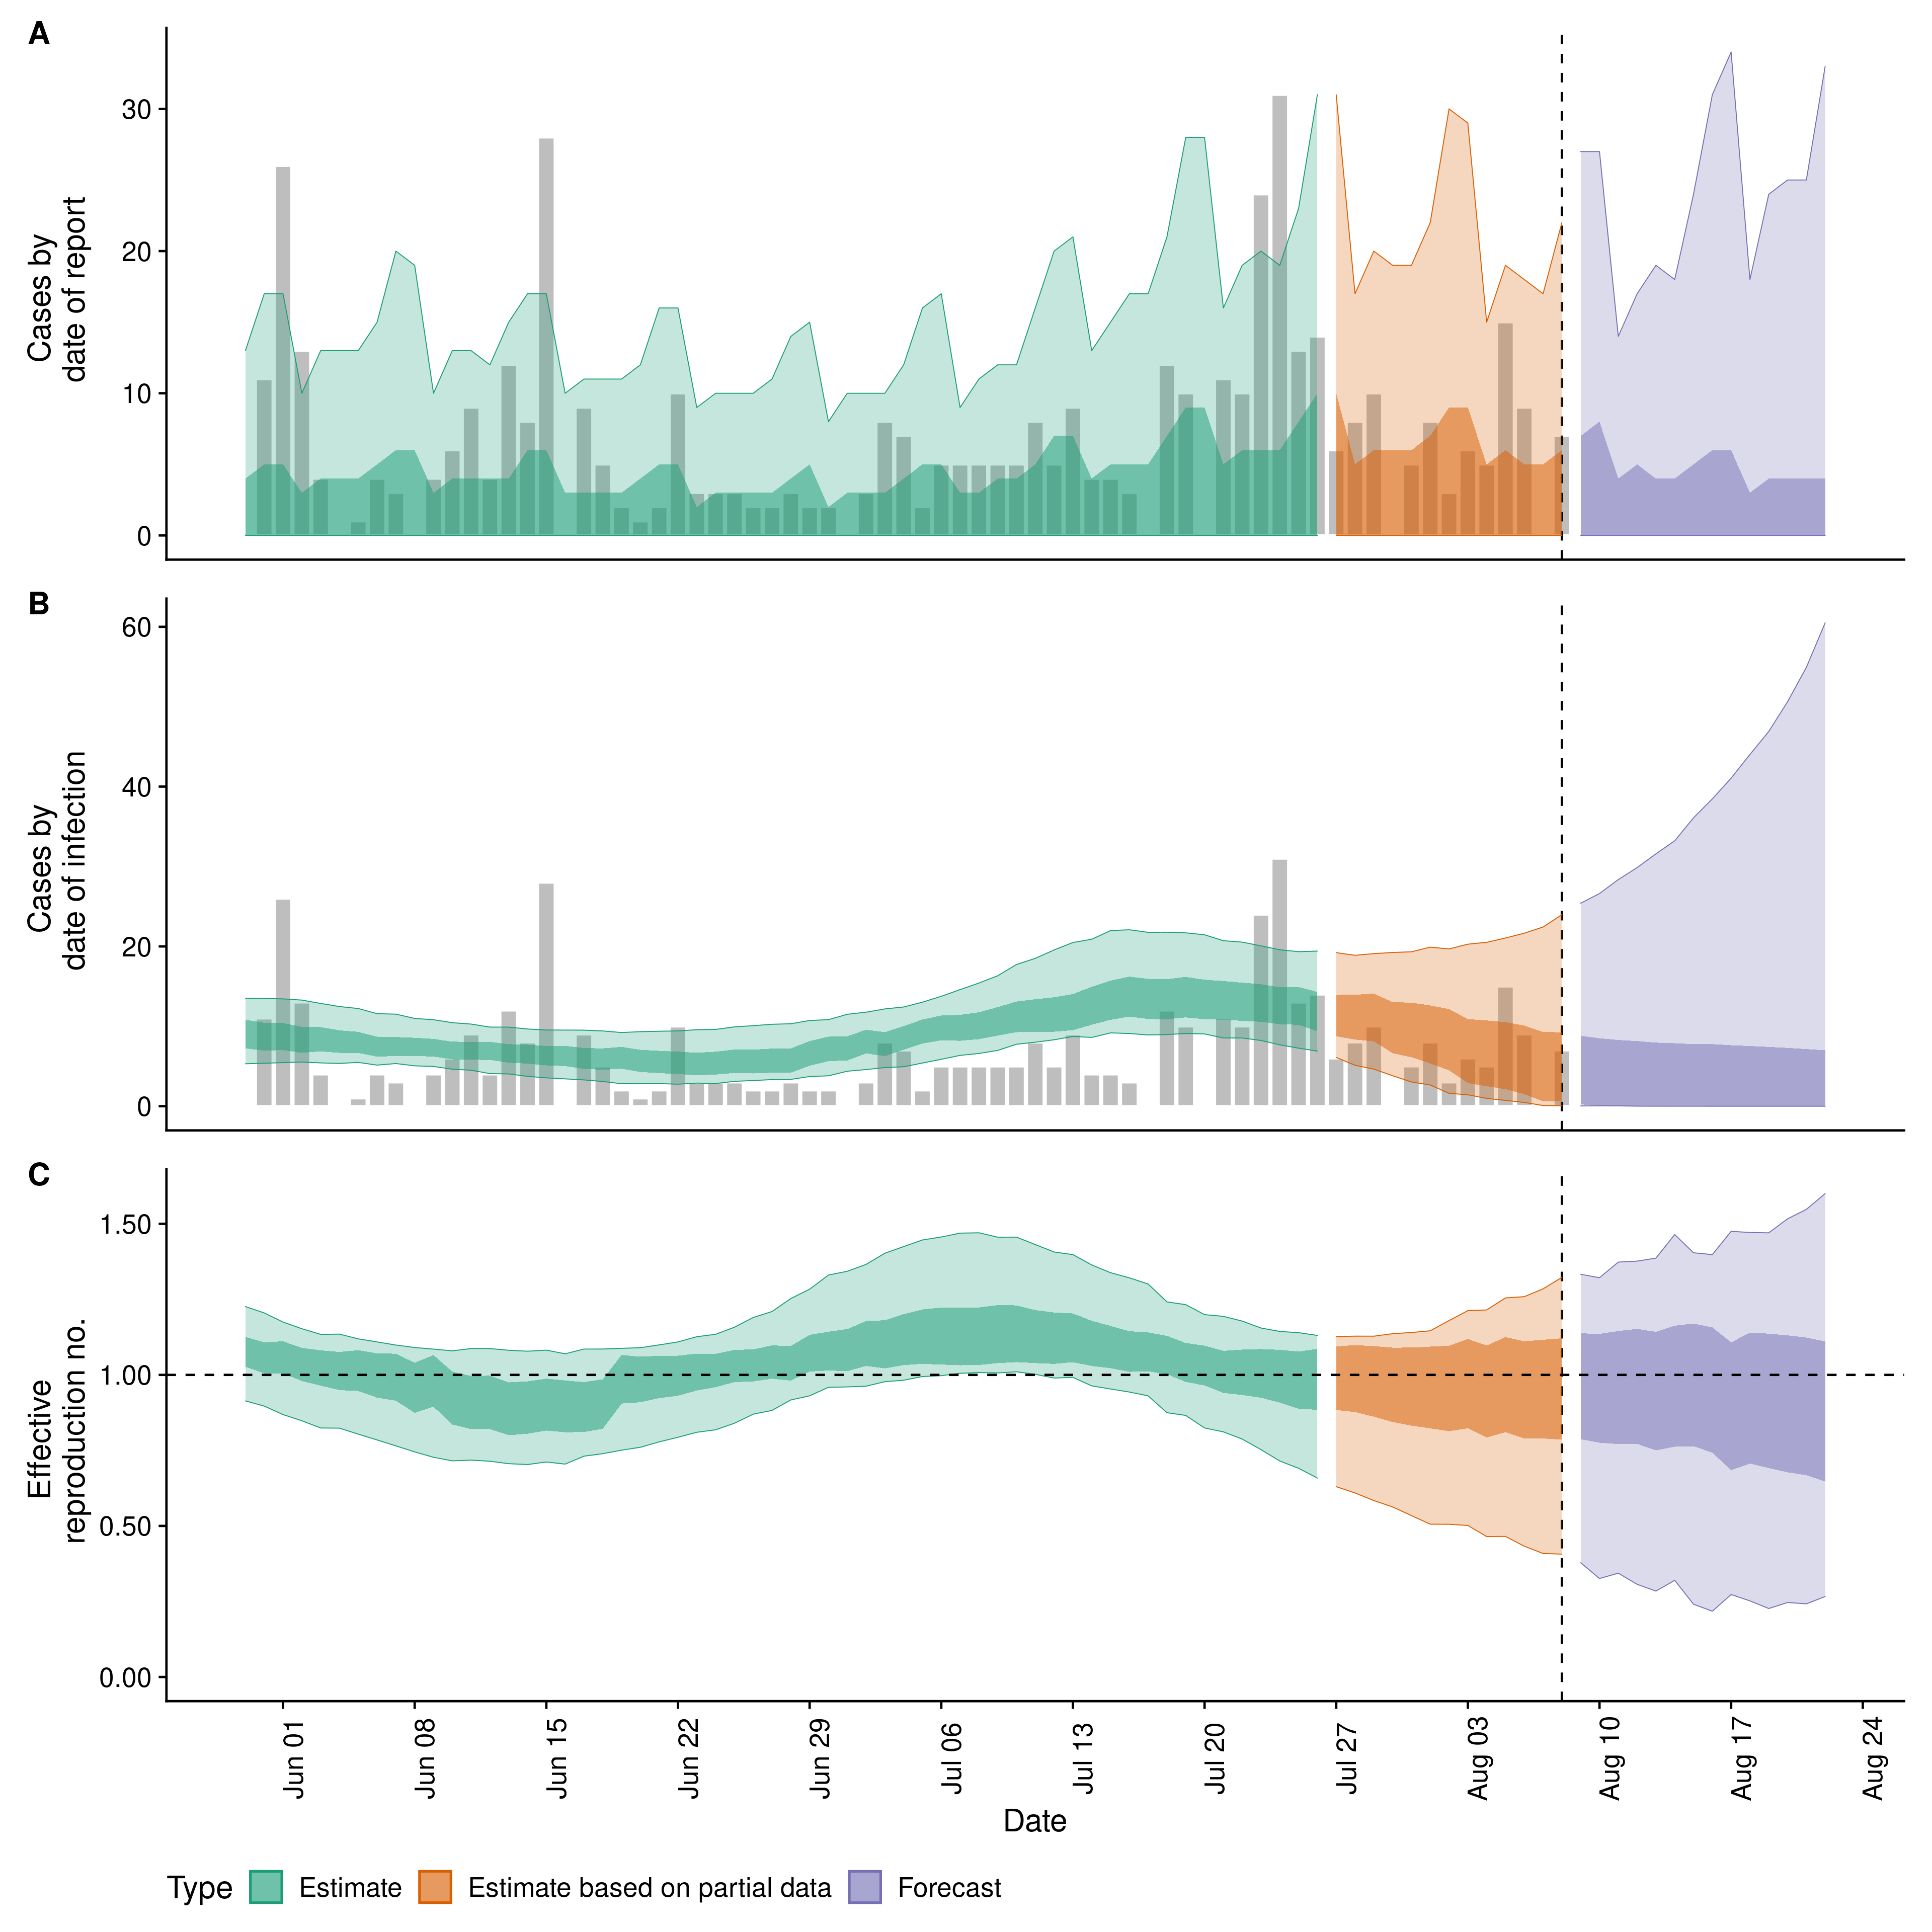 A
Cases by
date of report
30
20
10
0
B
Cases by
date of infection
60
40
20
0
C
Effective
reproduction no.
1.50
1.00
0.50
0.00
Jun 01
Jun 08
Jun 15
Jun 22
Jun 29
Jul 06
Jul 13
Jul 20
Jul 27
Aug 03
Aug 10
Aug 17
Aug 24
Date
Type Estimate Estimate based on partial data Forecast